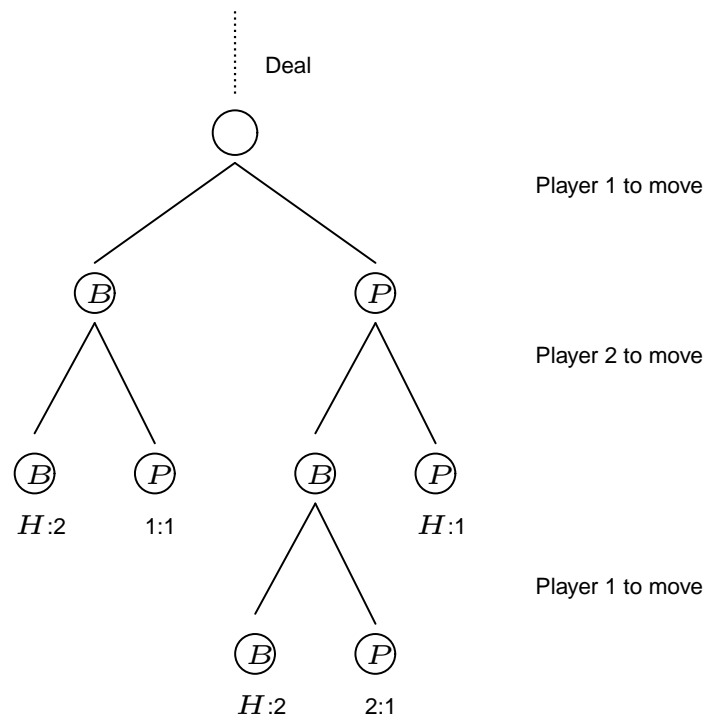 Deal
Player 1 to move
B P
Player 2 to move
B P B P
H:2 1:1 H:1
Player 1 to move
B P
H:2 2:1